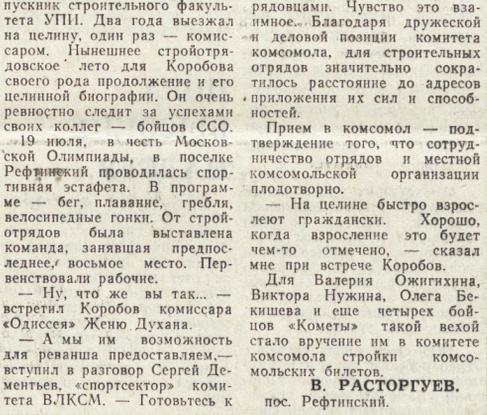 пускник строительного факуль-
тета УПИ. Два года выезжал
на целину, один раз — комис-
саром. Нынешнее стройотря-
довское лето для Коробова
своего рода продолжение и его
целинной биографии. Он очень
ревностно следит за успехами
своих коллег — бойцов ССО.
19 июля, в честь Москов-
ской Олимпиады, в поселке
Рефтинский проводилась спор-
тивная эстафета. В програм-
ме — бег, плавание, гребля,
велосипедные гонки. От строй-
отрядов была выставлена
команда, занявшая предпос-
леднее, восьмое место. Пер-
венствовали рабочие.
— Ну, что же вы так... —
встретил Коробов комиссара
«Одиссея» Женю Духана.
— А мы им возможность
для реванша предоставляем,—
вступил в разговор Сергей Де-
ментьев, «спортсектор» коми-
тета ВЛКСМ. — Готовьтесь к
рядовцами. Чувство это вза-
имное. Благодаря дружеской
и деловой позиции комитета
комсомола, для строительных
отрядов значительно сокра-
тилось расстояние до адресов
приложения их сил и способ-
ностей.
Прием в комсомол — под-
тверждение того, что сотруд-
ничество отрядов и местной
комсомольской организации
плодотворно.
— На целине быстро взрос-
леют граждански. Хорошо,
когда взросление это будет
чем-то отмечено, — сказал
мне при встрече Коробов.
Для Валерия Ожигихина,
Виктора Нужина, Олега Бе-
кишева и еще четырех бой-
цов «Кометы» такой вехой
стало вручение им в комитете
комсомола стройки комсо-
мольских билетов.
В. РАСТОРГУЕВ.
пос. Рефтинский.